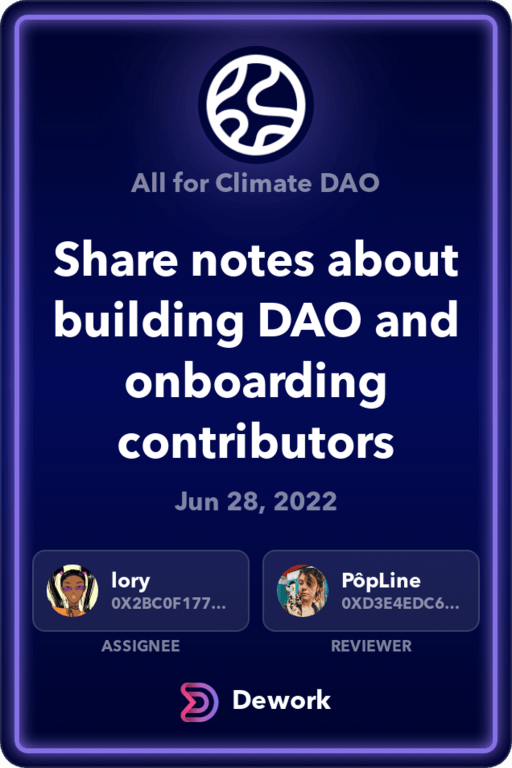 All for Climate DAO
Share notes about
building DAO and
onboarding
contributors
Jun 28, 2022
lory
0X2BC0F177...
ASSIGNEE
PôpLine
0XD3E4EDC6...
REVIEWER
Dework